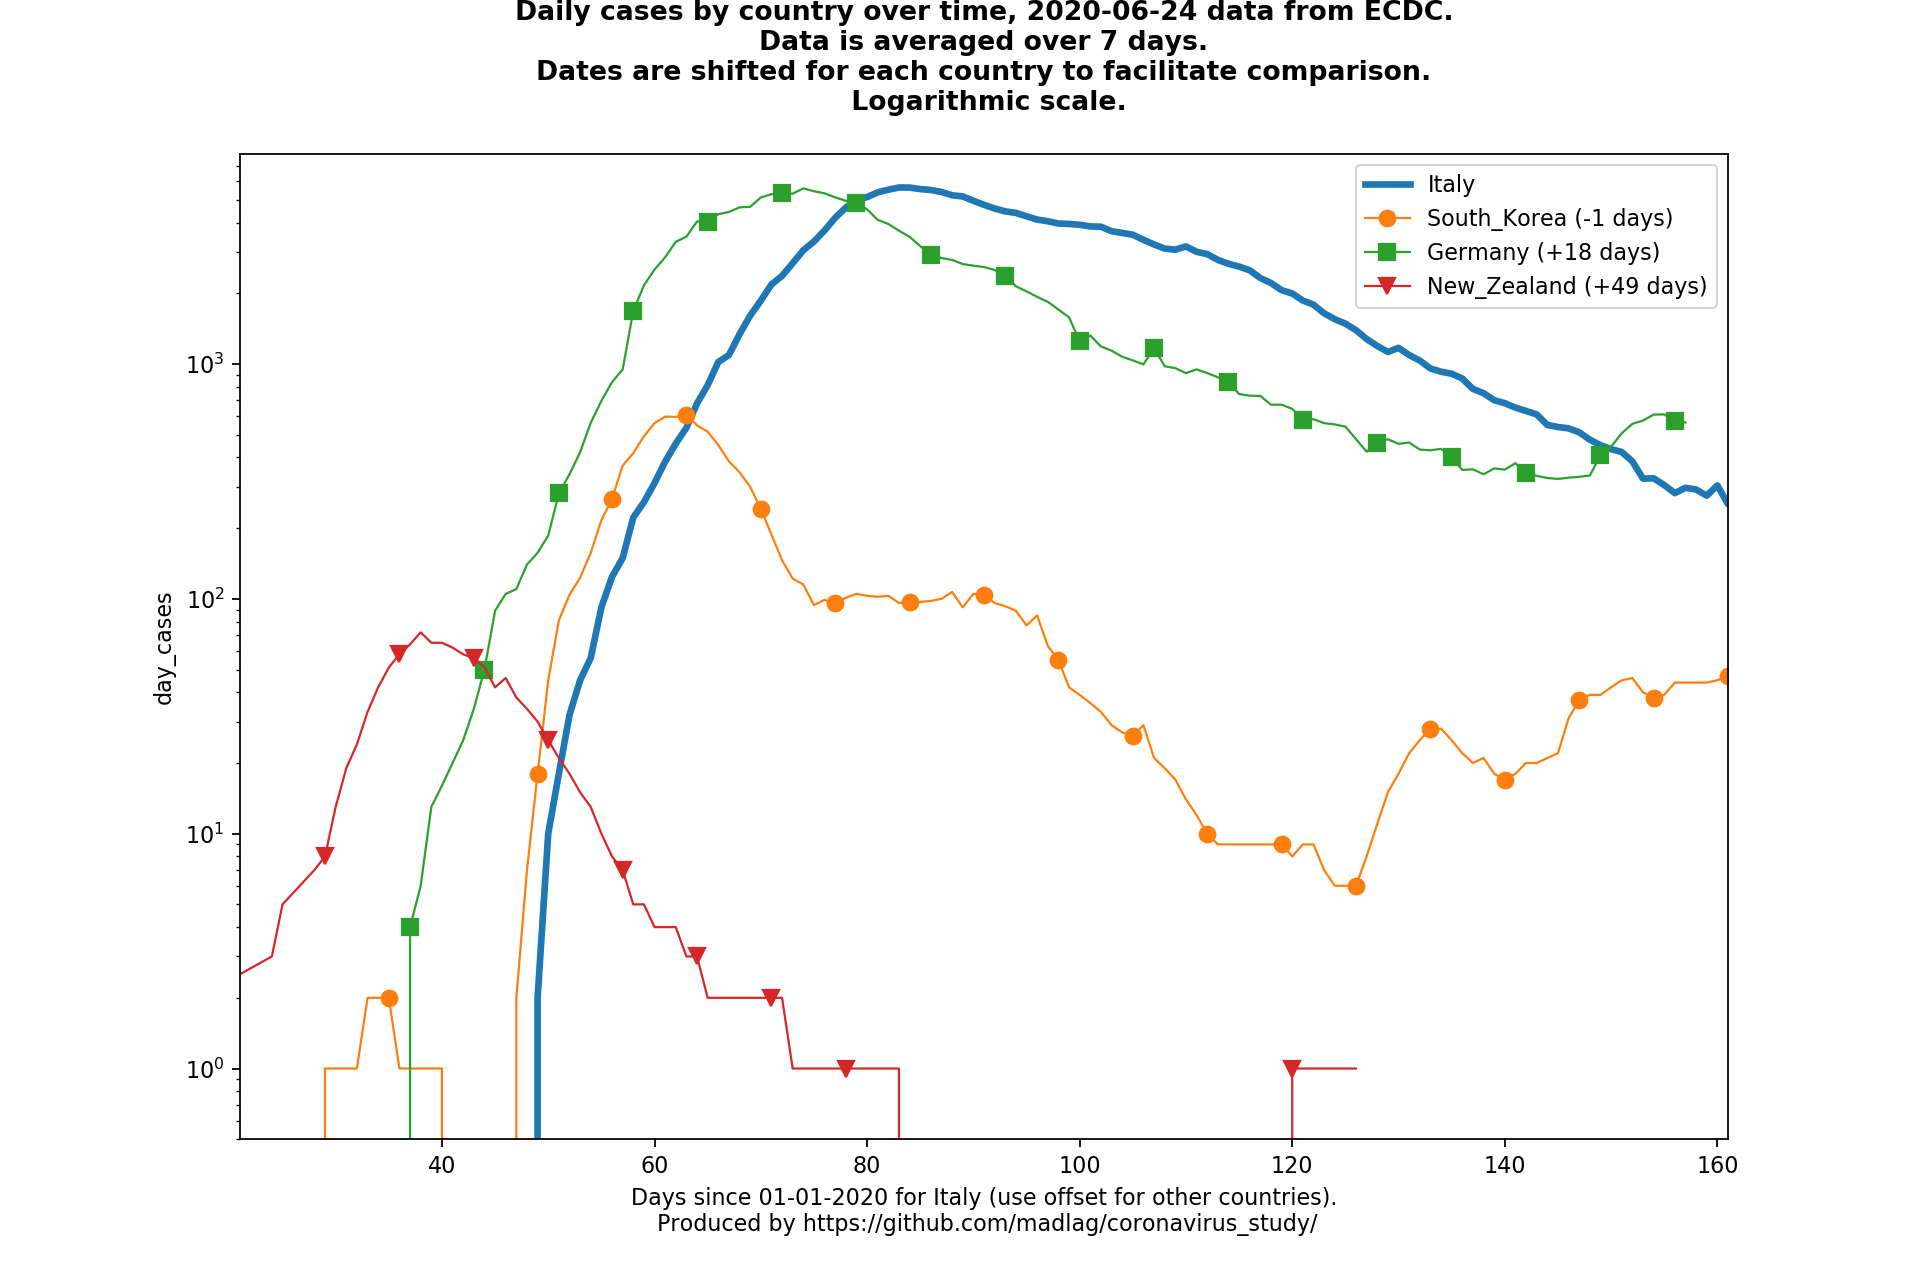 Daily cases by country over time, 2020-06-24 data from ECDC.
Data is averaged over 7 days.
Dates are shifted for each country to facilitate comparison.
Logarithmic scale.
Italy
South_Korea (-1 days)
Germany (+18 days)
New_Zealand (+49 days)
10³
10²
10¹
10⁰
day_cases
40 60 80 100 120 140 160
Days since 01-01-2020 for Italy (use offset for other countries).
Produced by https://github.com/madlag/coronavirus_study/